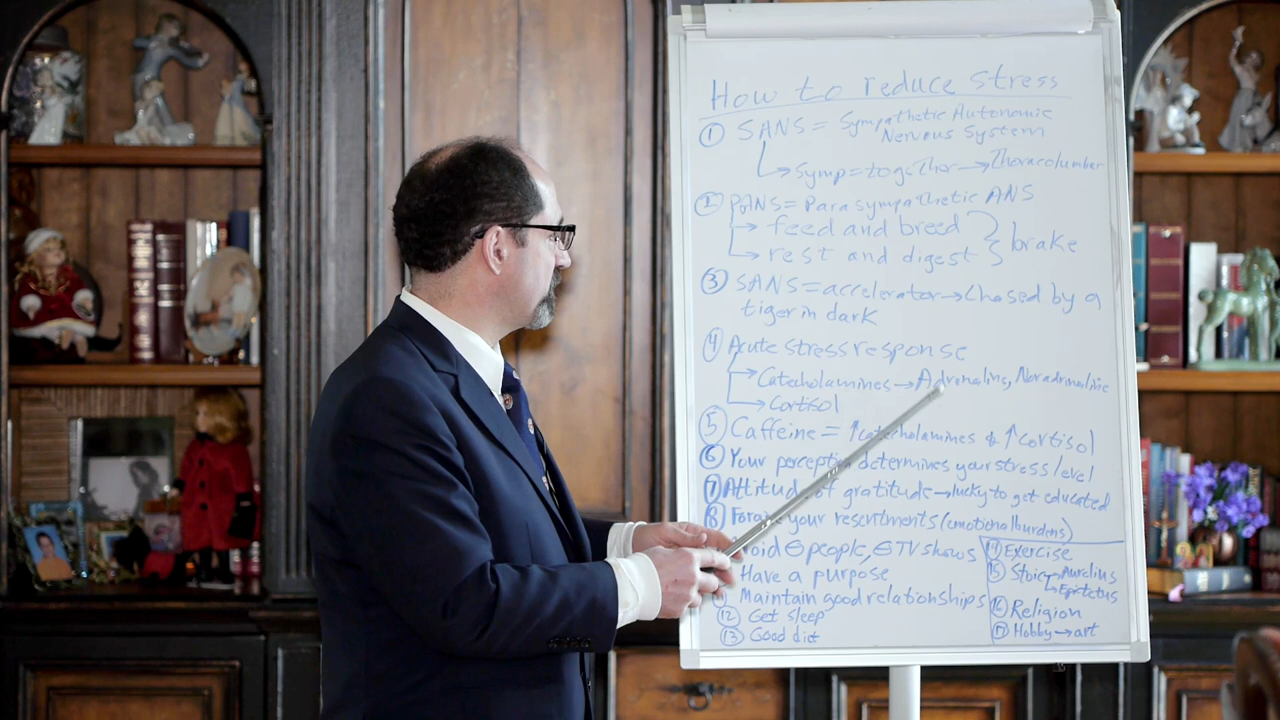 How to reduce stress
① SANS = Sympathetic Autonomic
Nervous System
↳ symp = together → Thoracolumber
② PANS = Parasympathetic ANS
→ feed and breed
→ rest and digest } brake
③ SANS = accelerator → Chased by a
tiger in dark
④ Acute stress response
→ Catecholamines → Adrenaline, Noradrenaline
→ Cortisol
⑤ Caffeine = ↑ catecholamines & ↑ cortisol
⑥ Your perception determines your stress level
⑦ Attitude of gratitude → lucky to get educated
⑧ your resentments (emotional burdens)
⊖ people, ⊖ TV shows
Have a purpose
Maintain good relationships
⑫ Get sleep
⑬ Good diet
⑭ Exercise
⑮ Stoic → Aurelius
→ Epictetus
⑯ Religion
⑰ Hobby → art